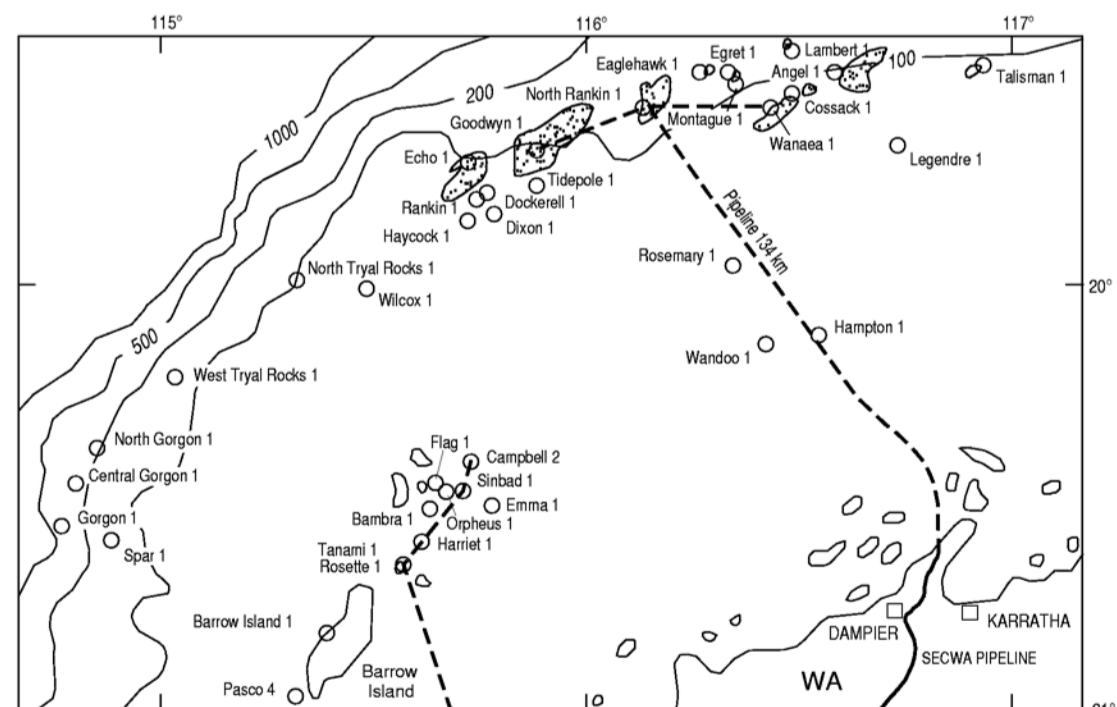 115°
116°
117°
Eaglehawk 1
Egret 1
Lambert 1
Angel 1
100
Talisman 1
200
North Rankin 1
Montague 1
Cossack 1
1000
Goodwyn 1
Wanaea 1
Echo 1
Legendre 1
Tidepole 1
Rankin 1
Dockerell 1
Pipeline 134 km
Haycock 1
Dixon 1
Rosemary 1
North Tryal Rocks 1
20°
Wilcox 1
500
Hampton 1
Wandoo 1
West Tryal Rocks 1
North Gorgon 1
Flag 1
Campbell 2
Central Gorgon 1
Sinbad 1
Emma 1
Gorgon 1
Bambra 1
Orpheus 1
Spar 1
Harriet 1
Tanami 1
Rosette 1
Barrow Island 1
DAMPIER
KARRATHA
SECWA PIPELINE
Barrow
Island
Pasco 4
WA